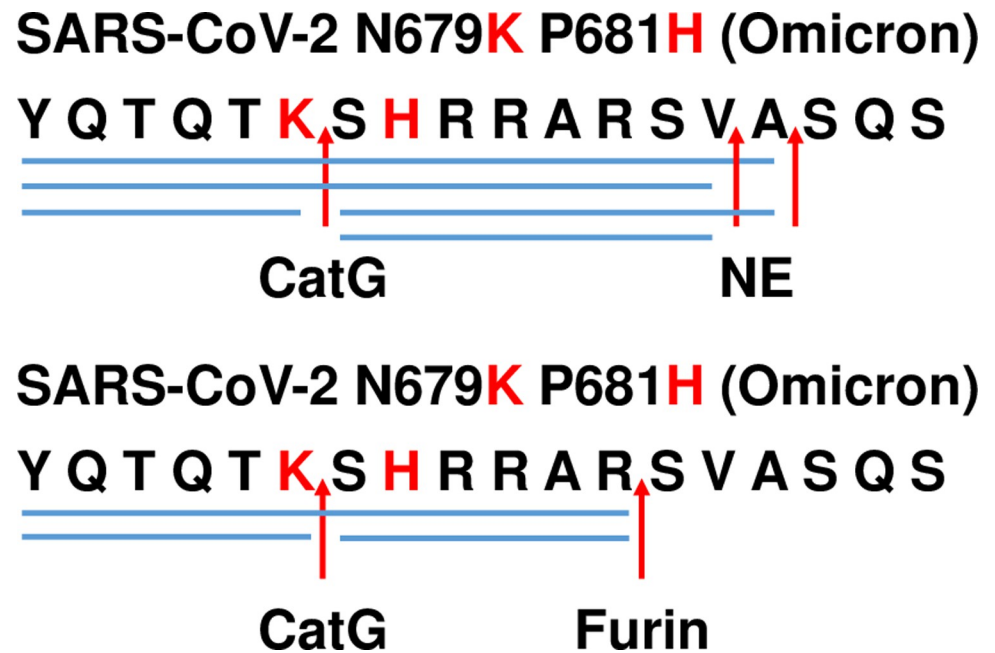 SARS-CoV-2 N679K P681H (Omicron)
Y Q T Q T K S H R R A R S V A S Q S
CatG NE
SARS-CoV-2 N679K P681H (Omicron)
Y Q T Q T K S H R R A R S V A S Q S
CatG Furin